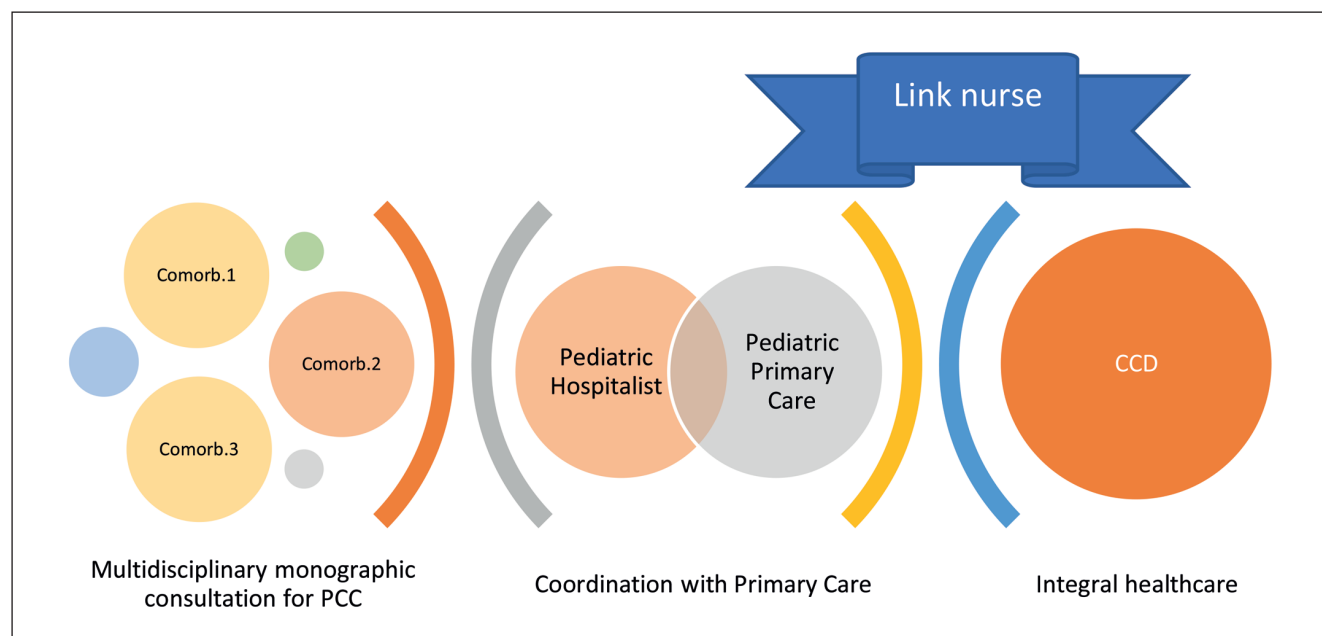 Link nurse
Comorb.1
Comorb.2
Comorb.3
Pediatric
Hospitalist
Pediatric
Primary
Care
CCD
Multidisciplinary monographic
consultation for PCC
Coordination with Primary Care
Integral healthcare